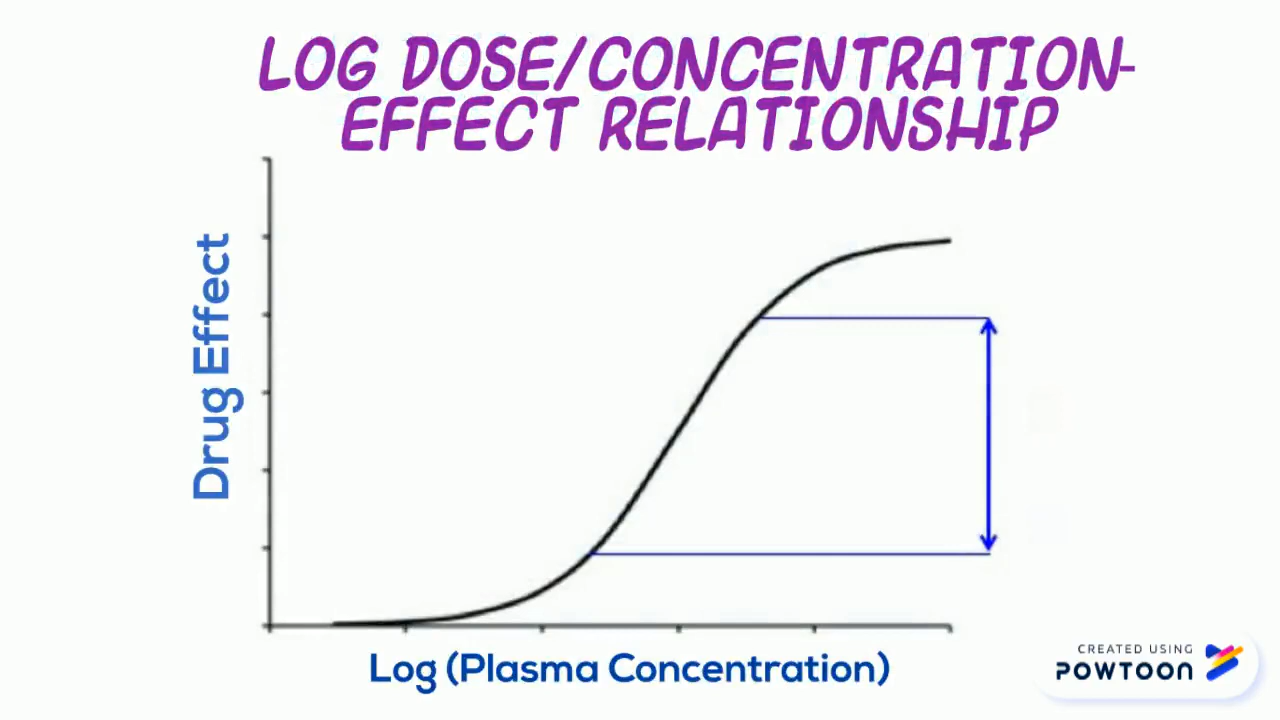 LOG DOSE/CONCENTRATION-
EFFECT RELATIONSHIP
Drug Effect
Log (Plasma Concentration)
CREATED USING
POWTOON